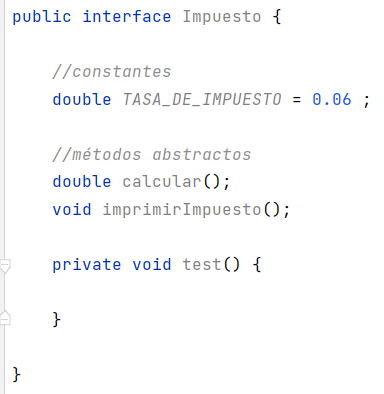 public interface Impuesto {
//constantes
double TASA_DE_IMPUESTO = 0.06 ;
//métodos abstractos
double calcular();
void imprimirImpuesto();
private void test() {
}
}